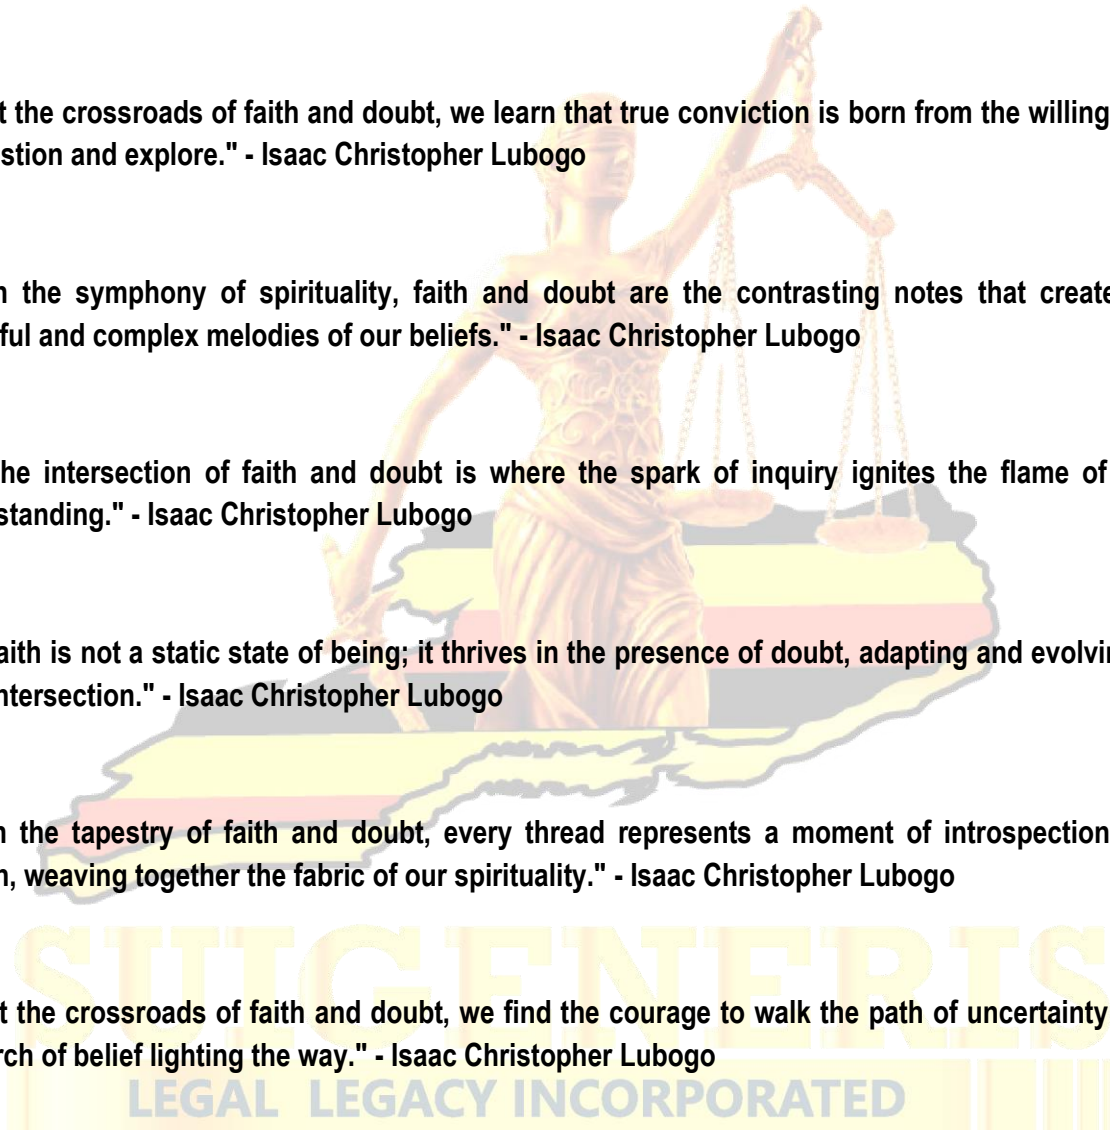 t the crossroads of faith and doubt, we learn that true conviction is born from the willing
stion and explore." - Isaac Christopher Lubogo
n the symphony of spirituality, faith and doubt are the contrasting notes that create
ful and complex melodies of our beliefs." - Isaac Christopher Lubogo
he intersection of faith and doubt is where the spark of inquiry ignites the flame of
standing." - Isaac Christopher Lubogo
aith is not a static state of being; it thrives in the presence of doubt, adapting and evolvin
ntersection." - Isaac Christopher Lubogo
n the tapestry of faith and doubt, every thread represents a moment of introspection
n, weaving together the fabric of our spirituality." - Isaac Christopher Lubogo
SUIGENERIS
t the crossroads of faith and doubt, we find the courage to walk the path of uncertainty
rch of belief lighting the way." - Isaac Christopher Lubogo
LEGAL LEGACY INCORPORATED